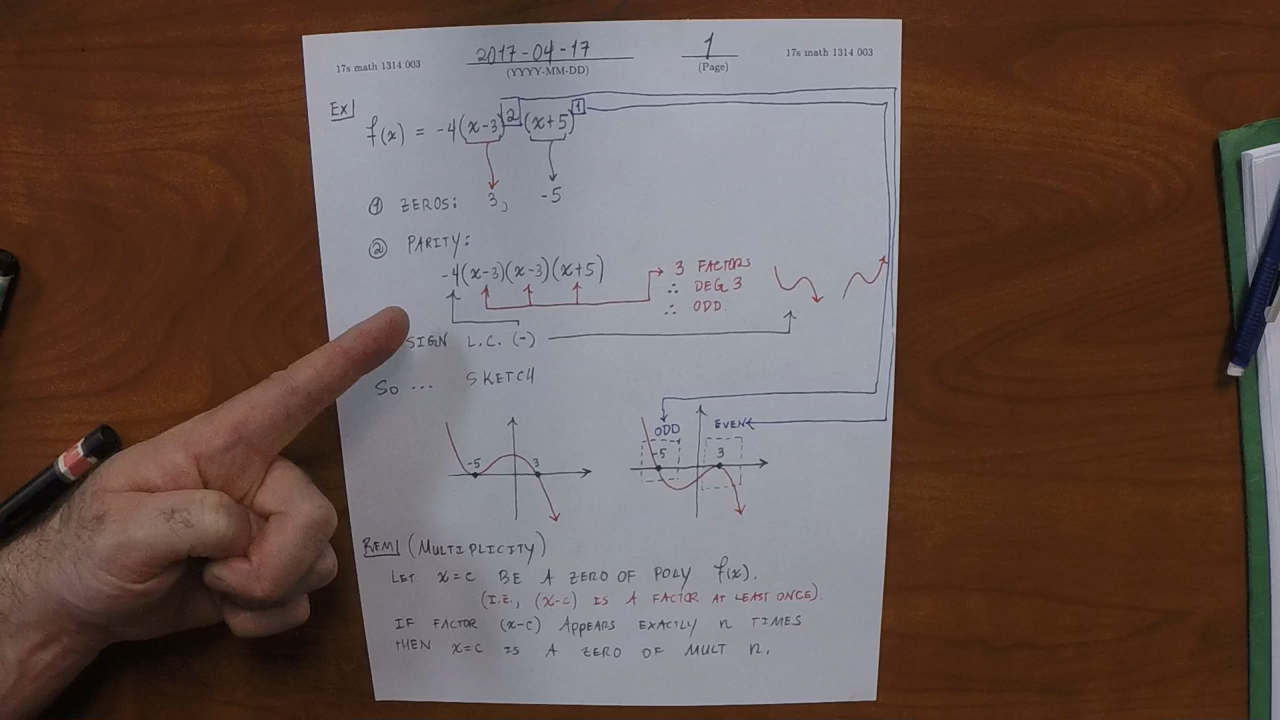 17s math 1314 003
2017-04-17
(YYYY-MM-DD)
1
(Page)
17s math 1314 003
EX|
f(x) = -4(x-3)² (x+5)¹
① ZEROS: 3, -5
② PARITY:
-4(x-3)(x-3)(x+5)
3 FACTORS
∴ DEG 3
∴ ODD
SIGN L.C. (-)
SO ... SKETCH
-5 3
ODD EVEN
-5 3
REM| (MULTIPLICITY)
LET x=c BE A ZERO OF POLY f(x).
(I.E., (x-c) IS A FACTOR AT LEAST ONCE).
IF FACTOR (x-c) APPEARS EXACTLY n TIMES
THEN x=c IS A ZERO OF MULT n.